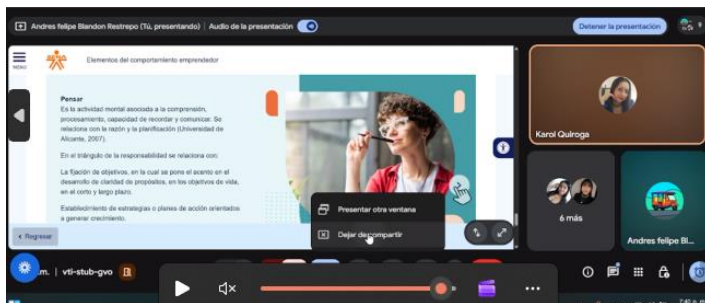 Andres felipe Blandon Restrepo (Tú, presentando)
Audio de la presentación
Detener la presentación
MENÚ
Elementos del comportamiento emprendedor
Pensar
Es la actividad mental asociada a la comprensión,
procesamiento, capacidad de recordar y comunicar. Se
relaciona con la razón y la planificación (Universidad de
Alicante, 2007).
En el triángulo de la responsabilidad se relaciona con:
La fijación de objetivos, en la cual se pone el acento en el
desarrollo de claridad de propósitos, en los objetivos de vida,
en el corto y largo plazo.
Establecimiento de estrategias o planes de acción orientados
a generar crecimiento.
Regresar
Presentar otra ventana
Dejar de compartir
Karol Quiroga
6 más
Andres felipe Bl...
.m. | vti-stub-gvo